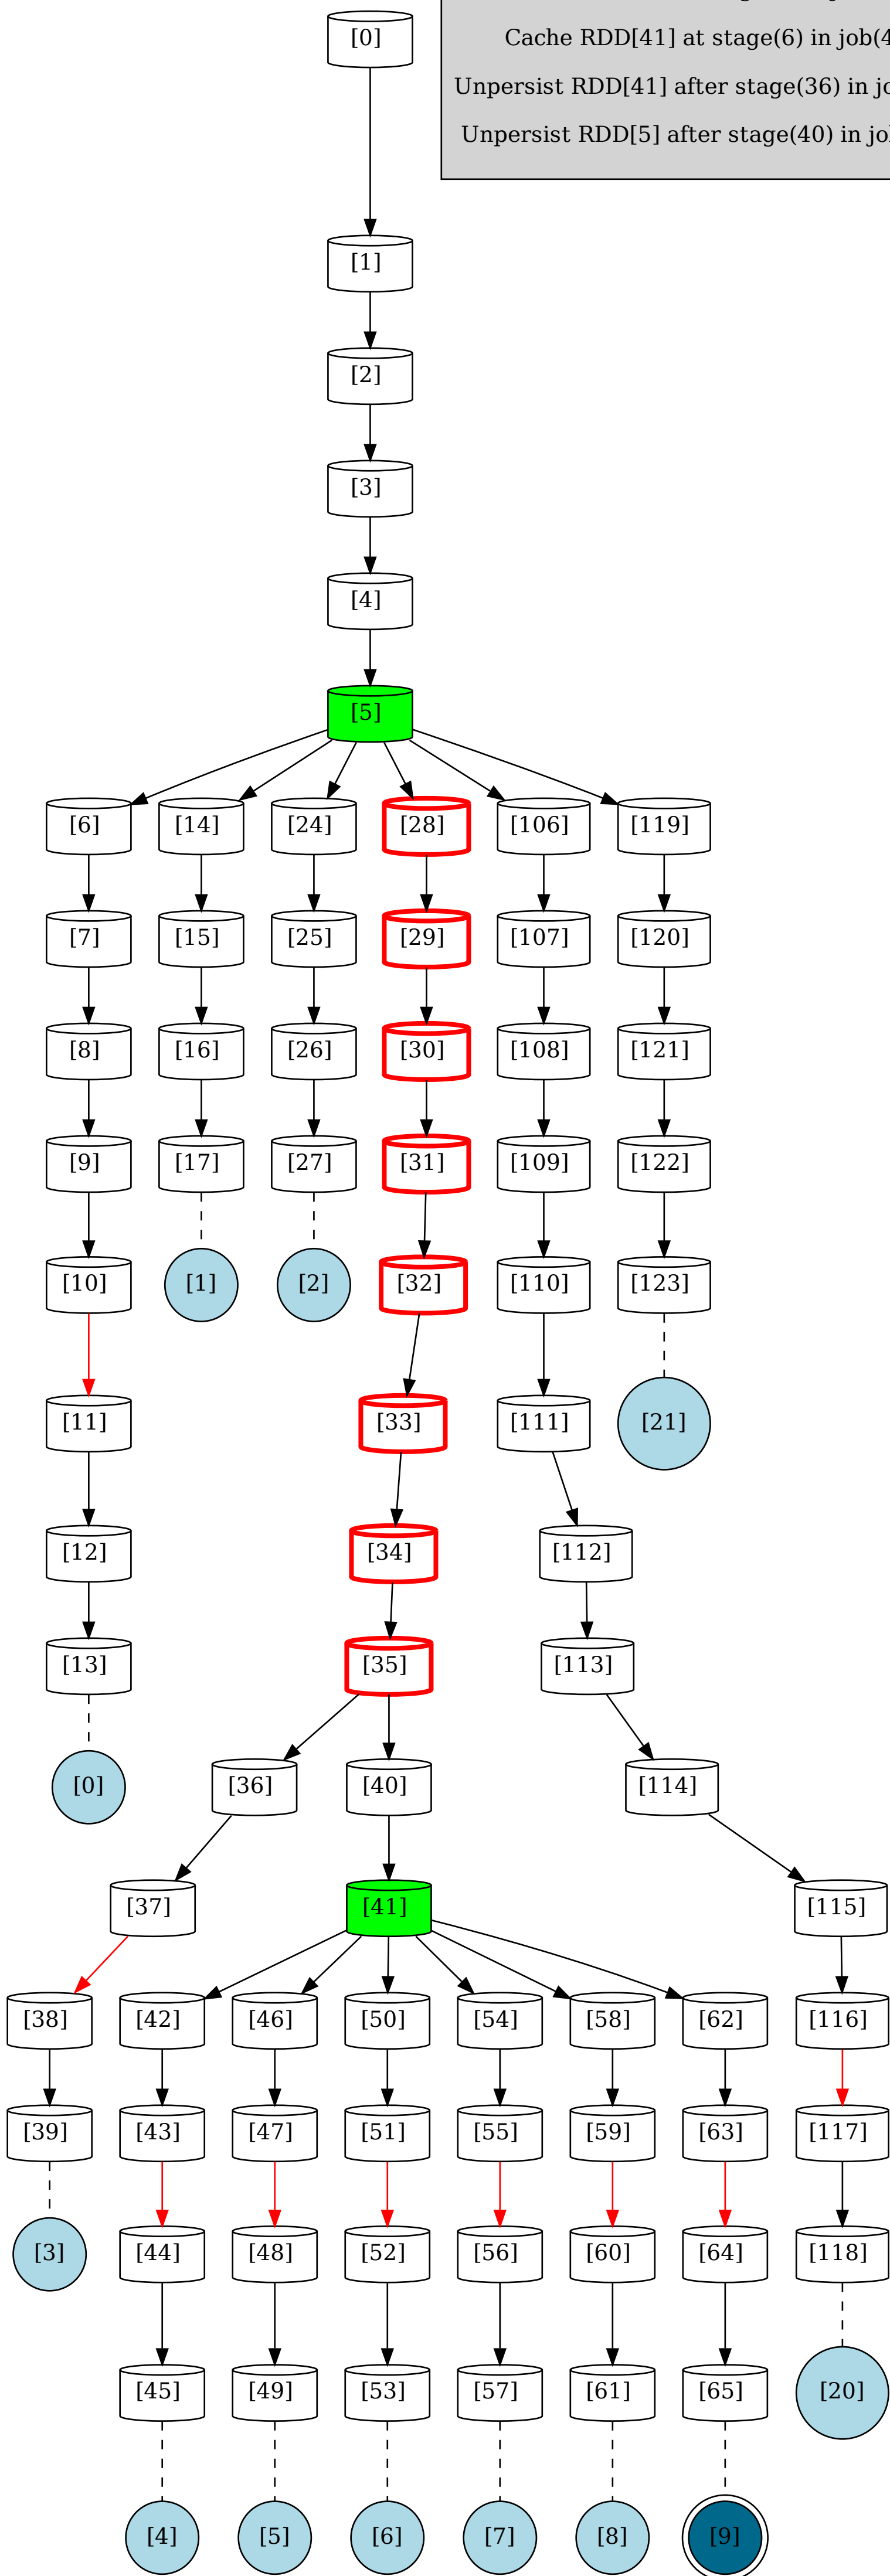 [0]
Cache RDD[41] at stage(6) in job(4
Unpersist RDD[41] after stage(36) in jo
Unpersist RDD[5] after stage(40) in jo
[1]
[2]
[3]
[4]
[5]
[6] [14] [24] [28] [106] [119]
[7] [15] [25] [29] [107] [120]
[8] [16] [26] [30] [108] [121]
[9] [17] [27] [31] [109] [122]
[10] [1] [2] [32] [110] [123]
[11] [33] [111] [21]
[12] [34] [112]
[13] [35] [113]
[0] [36] [40] [114]
[37] [41] [115]
[38] [42] [46] [50] [54] [58] [62] [116]
[39] [43] [47] [51] [55] [59] [63] [117]
[3] [44] [48] [52] [56] [60] [64] [118]
[45] [49] [53] [57] [61] [65] [20]
[4] [5] [6] [7] [8] [9]